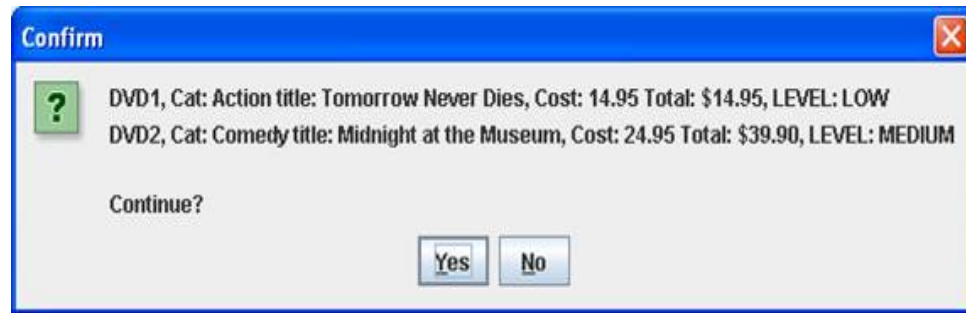 Confirm
DVD1, Cat: Action title: Tomorrow Never Dies, Cost: 14.95 Total: $14.95, LEVEL: LOW
DVD2, Cat: Comedy title: Midnight at the Museum, Cost: 24.95 Total: $39.90, LEVEL: MEDIUM
Continue?
Yes No